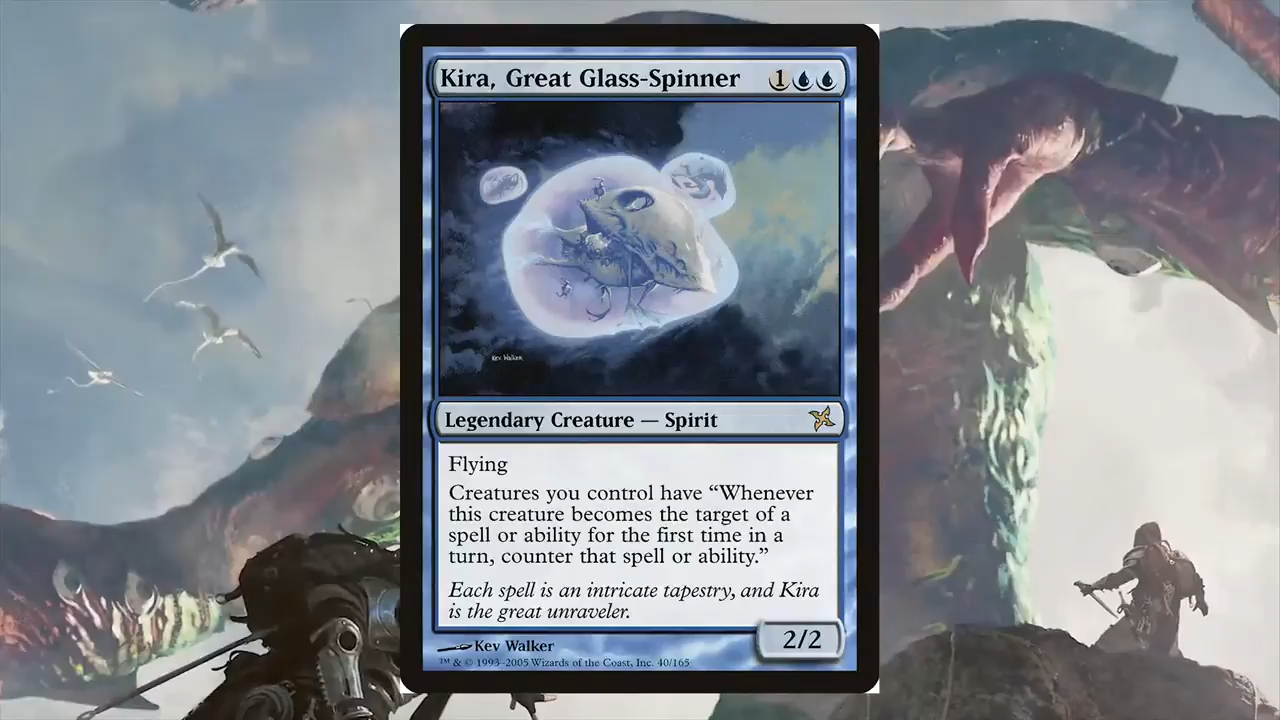 Kira, Great Glass-Spinner 1
Kev Walker
Legendary Creature — Spirit
Flying
Creatures you control have “Whenever
this creature becomes the target of a
spell or ability for the first time in a
turn, counter that spell or ability.”
Each spell is an intricate tapestry, and Kira
is the great unraveler.
2/2
Kev Walker
™ & © 1993–2005 Wizards of the Coast, Inc. 40/165